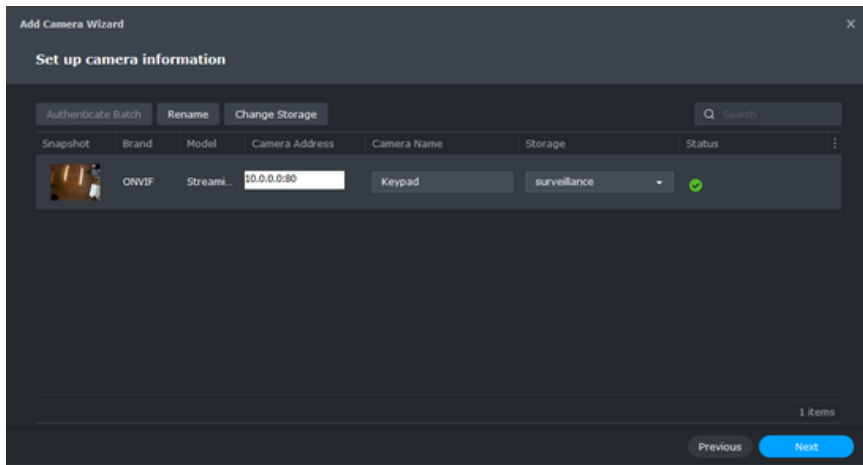 Add Camera Wizard
Set up camera information
Authenticate Batch Rename Change Storage Search
Snapshot Brand Model Camera Address Camera Name Storage Status
ONVIF Streami... 10.0.0.0:80 Keypad surveillance
1 items
Previous Next